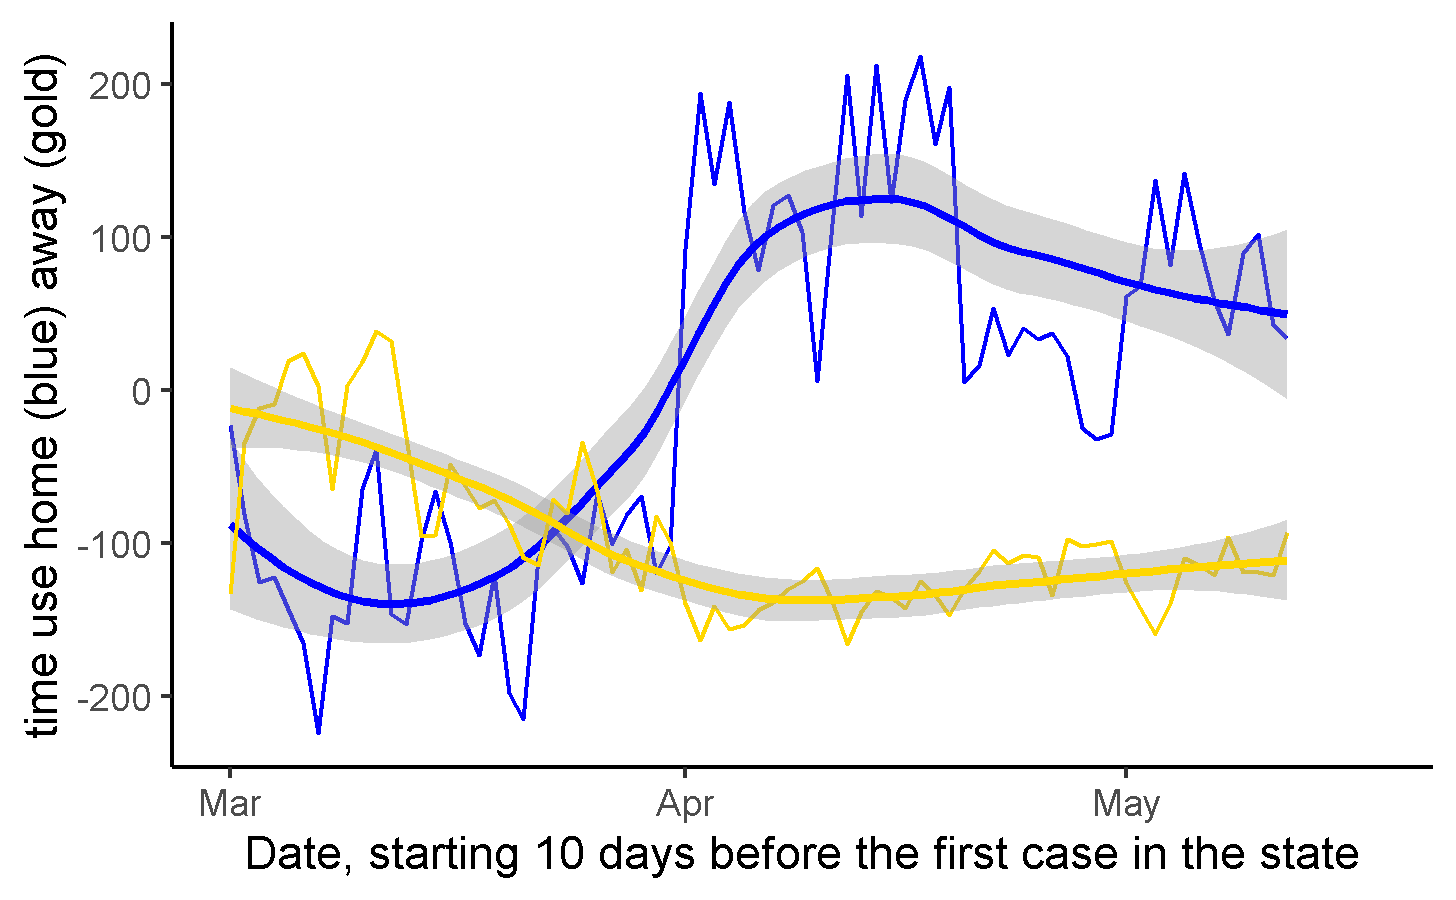 time use home (blue) away (gold)
200
100
0
-100
-200
Mar
Apr
May
Date, starting 10 days before the first case in the state